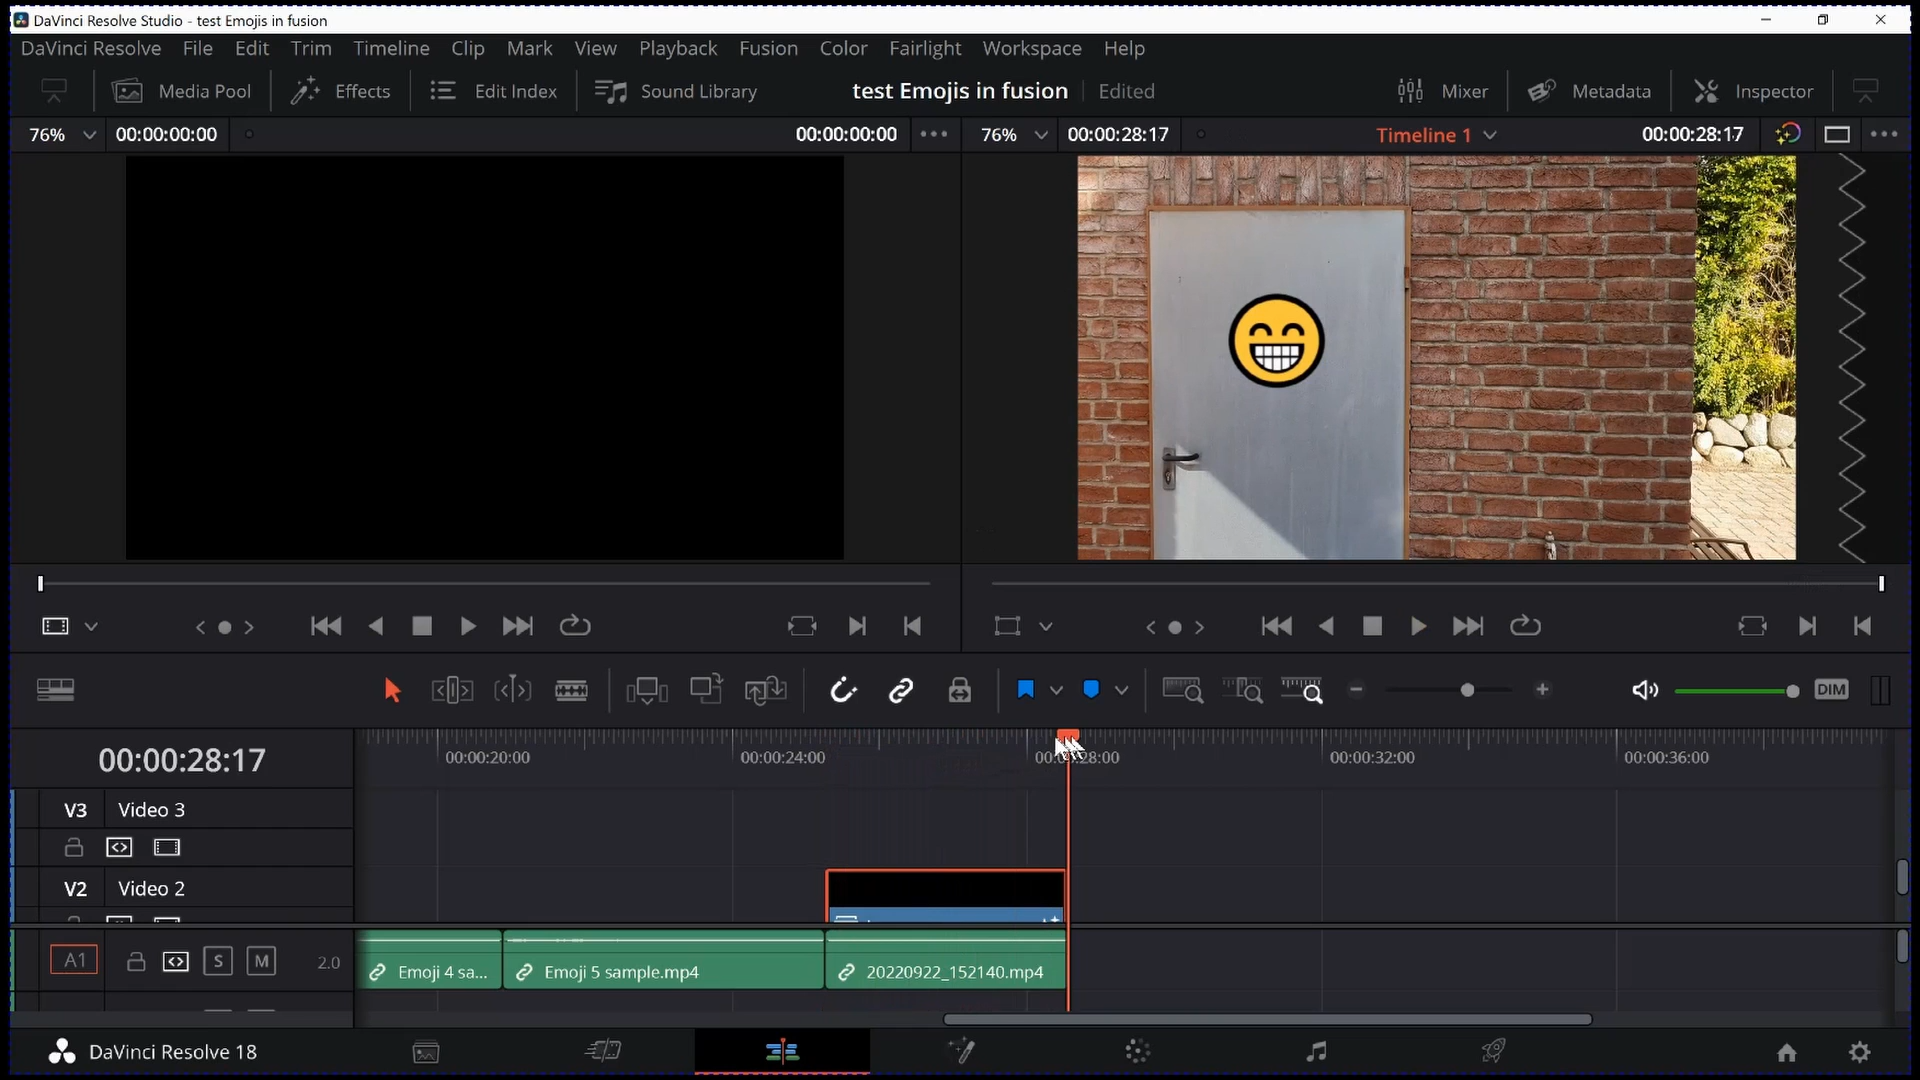 DaVinci Resolve Studio - test Emojis in fusion
DaVinci Resolve File Edit Trim Timeline Clip Mark View Playback Fusion Color Fairlight Workspace Help
Media Pool Effects Edit Index Sound Library test Emojis in fusion Edited Mixer Metadata Inspector
76% 00:00:00:00 00:00:00:00 76% 00:00:28:17 Timeline 1 00:00:28:17
DIM
00:00:28:17 00:00:20:00 00:00:24:00 00:00:28:00 00:00:32:00 00:00:36:00
V3 Video 3
V2 Video 2
A1 S M 2.0 Emoji 4 sa... Emoji 5 sample.mp4 20220922_152140.mp4
DaVinci Resolve 18